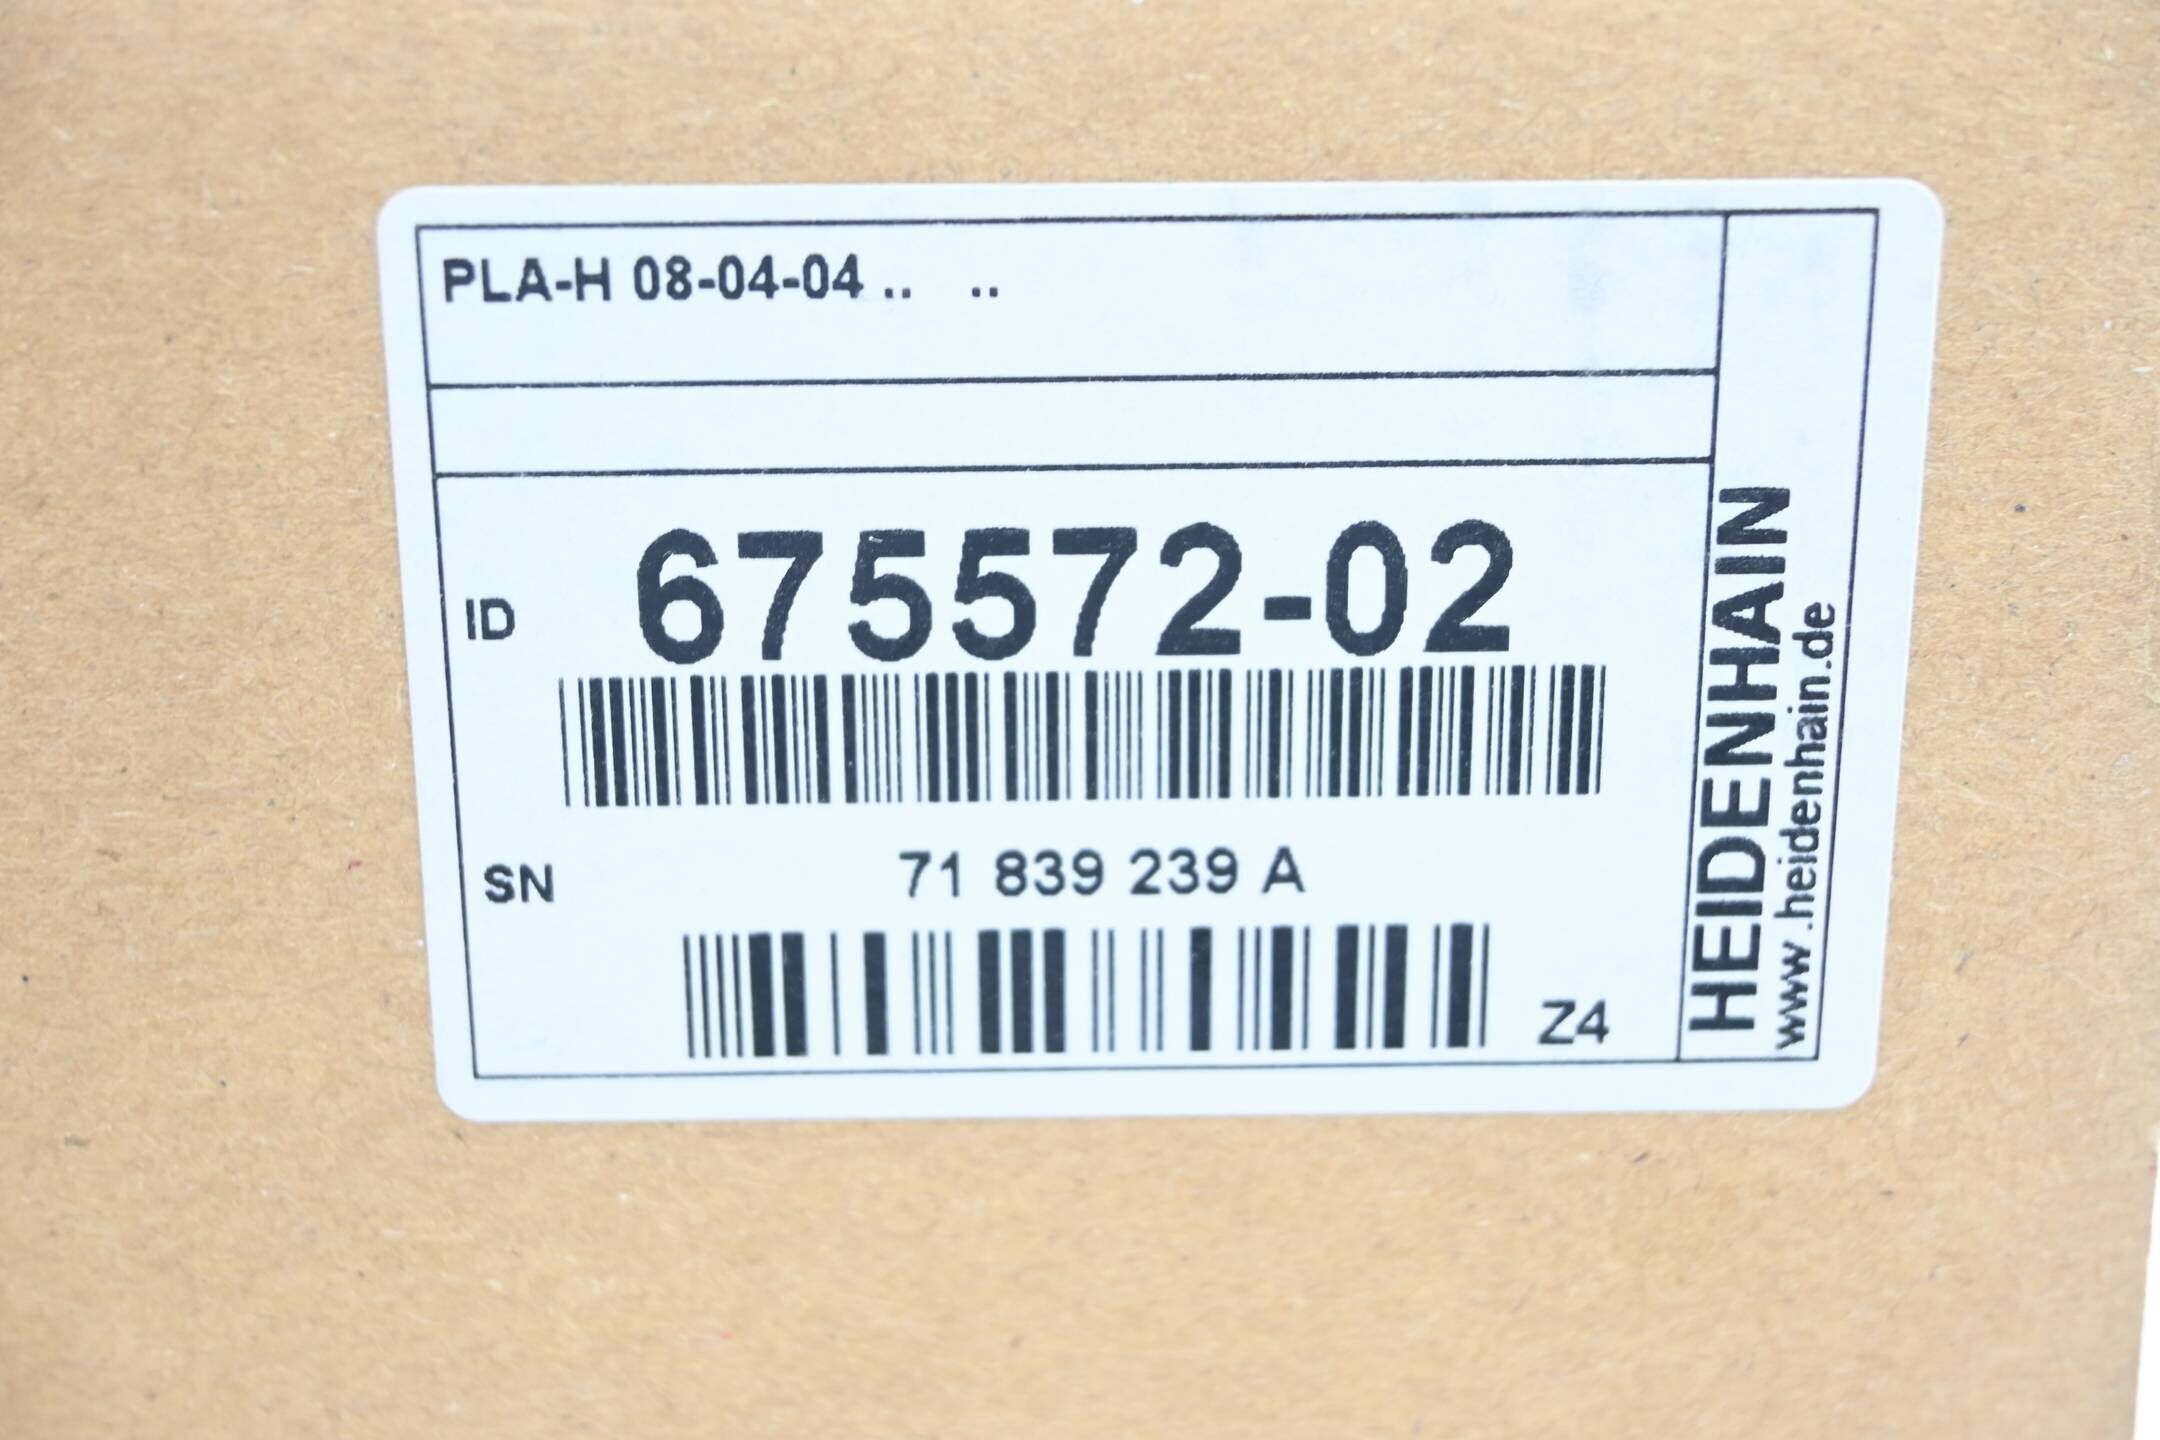 PLA-H 08-04-04 ..   ..
ID 675572-02
SN 71 839 239 A
Z4
HEIDENHAIN
www.heidenhain.de